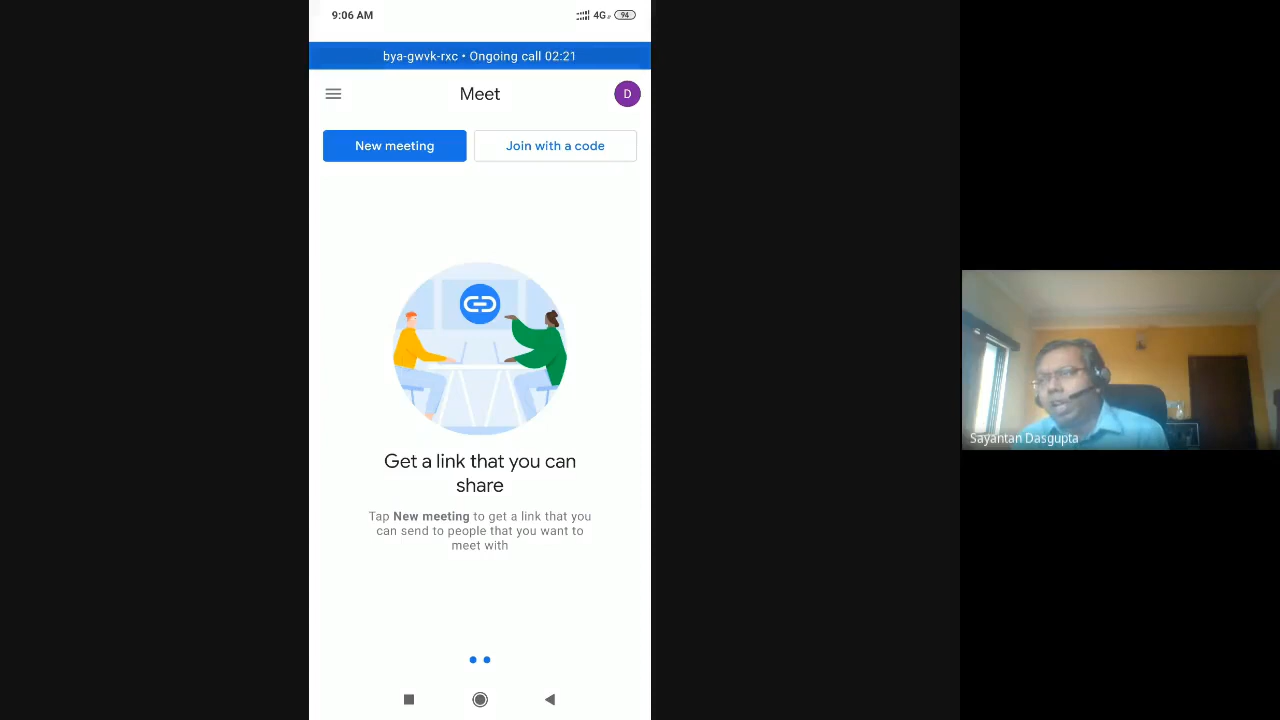 9:06 AM
4G 94
bya-gwvk-rxc • Ongoing call 02:21
Meet
D
New meeting
Join with a code
Get a link that you can
share
Tap New meeting to get a link that you
can send to people that you want to
meet with
Sayantan Dasgupta